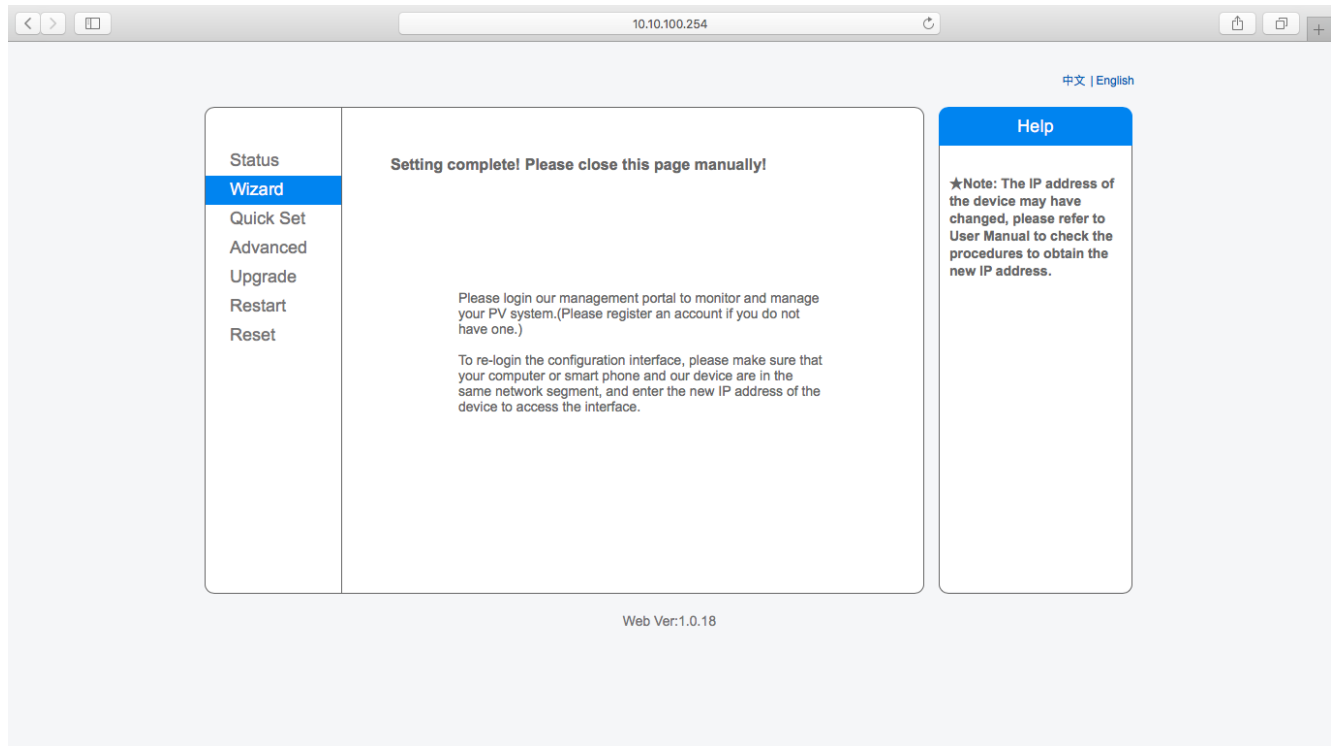 10.10.100.254
中文 | English
Status
Wizard
Quick Set
Advanced
Upgrade
Restart
Reset
Setting complete! Please close this page manually!
Please login our management portal to monitor and manage
your PV system.(Please register an account if you do not
have one.)
To re-login the configuration interface, please make sure that
your computer or smart phone and our device are in the
same network segment, and enter the new IP address of the
device to access the interface.
Help
★Note: The IP address of
the device may have
changed, please refer to
User Manual to check the
procedures to obtain the
new IP address.
Web Ver:1.0.18